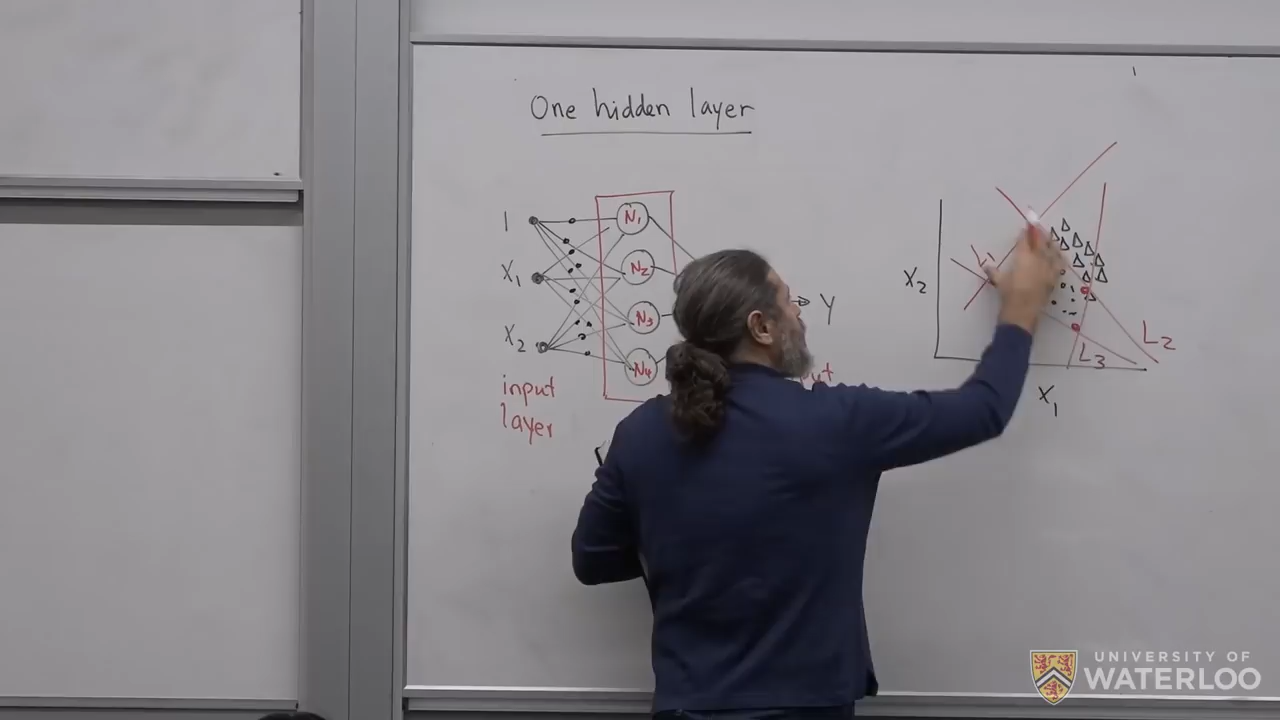 One hidden layer
1
X₁
X₂
N₁
N₂
N₃
N₄
Y
input
layer
X₂
X₁
L₁
L₂
L₃
UNIVERSITY OF
WATERLOO